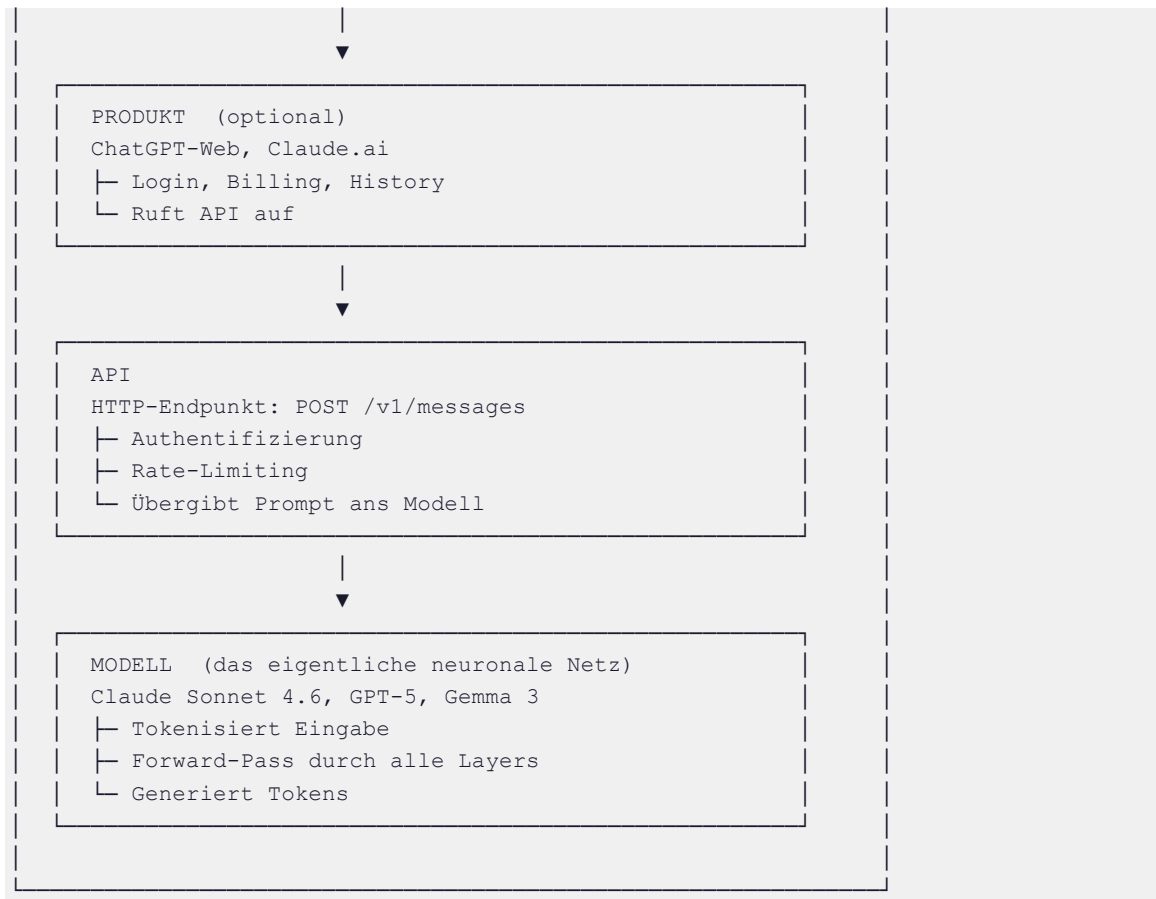 PRODUKT (optional)
ChatGPT-Web, Claude.ai
├─ Login, Billing, History
└─ Ruft API auf
API
HTTP-Endpunkt: POST /v1/messages
├─ Authentifizierung
├─ Rate-Limiting
└─ Übergibt Prompt ans Modell
MODELL (das eigentliche neuronale Netz)
Claude Sonnet 4.6, GPT-5, Gemma 3
├─ Tokenisiert Eingabe
├─ Forward-Pass durch alle Layers
└─ Generiert Tokens